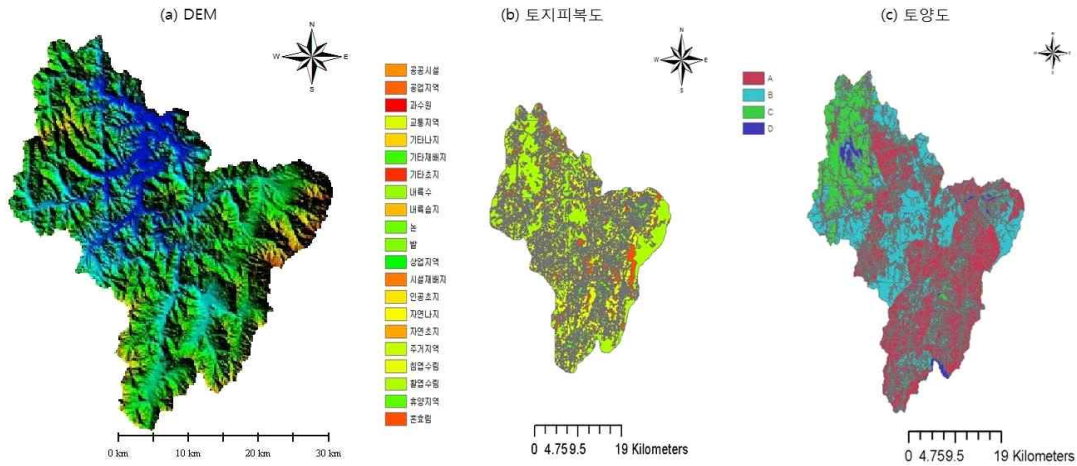 (a) DEM
(b) 토지피복도
(c) 토양도
N
W E
S
N
W E
S
공공시설
공업지역
과수원
교통지역
기타나지
기타재배지
기타초지
내륙수
내륙습지
논
밭
상업지역
시설재배지
인공초지
자연나지
자연초지
주거지역
침엽수림
활엽수림
휴양지역
혼효림
A
B
C
D
0 km 10 km 20 km 30 km
0 4.759.5 19 Kilometers
0 4.759.5 19 Kilometers